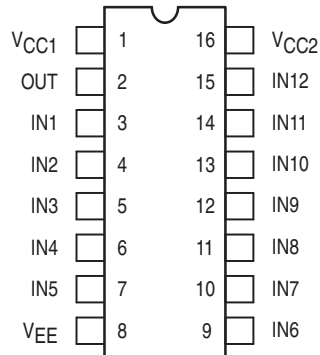 VCC1 1 16 VCC2
OUT 2 15 IN12
IN1 3 14 IN11
IN2 4 13 IN10
IN3 5 12 IN9
IN4 6 11 IN8
IN5 7 10 IN7
VEE 8 9 IN6